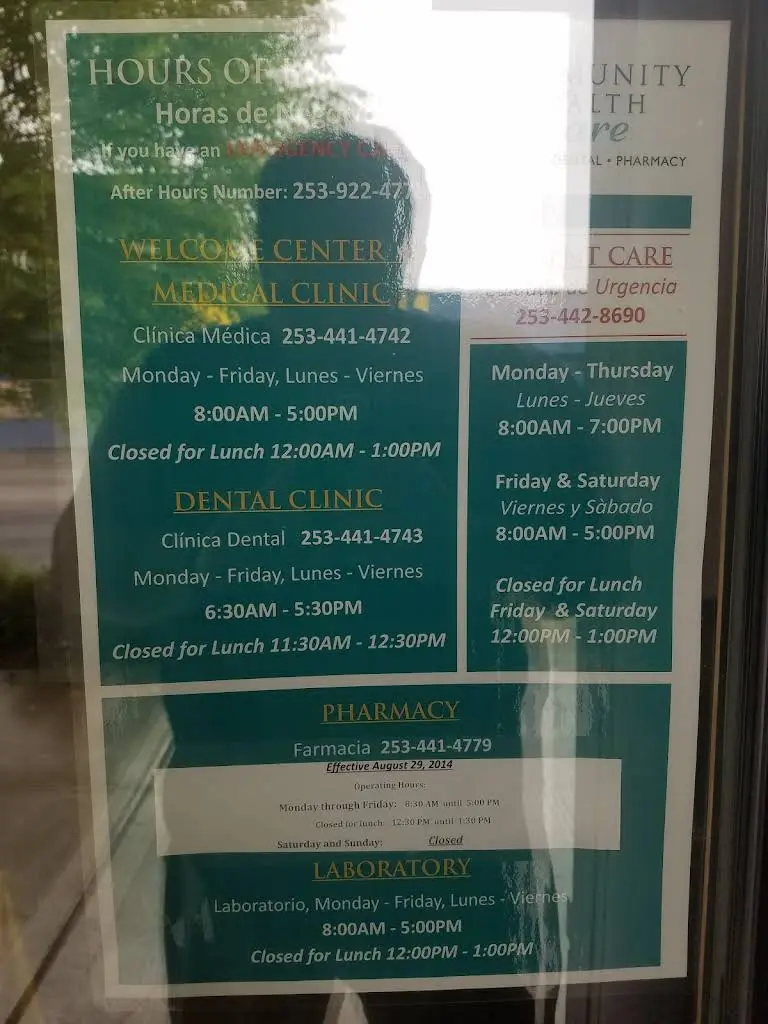 HOURS OF
Horas de
If you have an EMERGENCY
After Hours Number: 253-922-477
WELCOME CENTER
MEDICAL CLINIC
Clínica Médica 253-441-4742
Monday - Friday, Lunes - Viernes
8:00AM - 5:00PM
Closed for Lunch 12:00AM - 1:00PM
DENTAL CLINIC
Clínica Dental 253-441-4743
Monday - Friday, Lunes - Viernes
6:30AM - 5:30PM
Closed for Lunch 11:30AM - 12:30PM
MUNITY
ALTH
are
DENTAL • PHARMACY
NT CARE
de Urgencia
253-442-8690
Monday - Thursday
Lunes - Jueves
8:00AM - 7:00PM
Friday & Saturday
Viernes y Sàbado
8:00AM - 5:00PM
Closed for Lunch
Friday & Saturday
12:00PM - 1:00PM
PHARMACY
Farmacia 253-441-4779
Effective August 29, 2014
Operating Hours:
Monday through Friday: 8:30 AM until 5:00 PM
Closed for lunch: 12:30 PM until 1:30 PM
Saturday and Sunday: Closed
LABORATORY
Laboratorio, Monday - Friday, Lunes - Viernes
8:00AM - 5:00PM
Closed for Lunch 12:00PM - 1:00PM